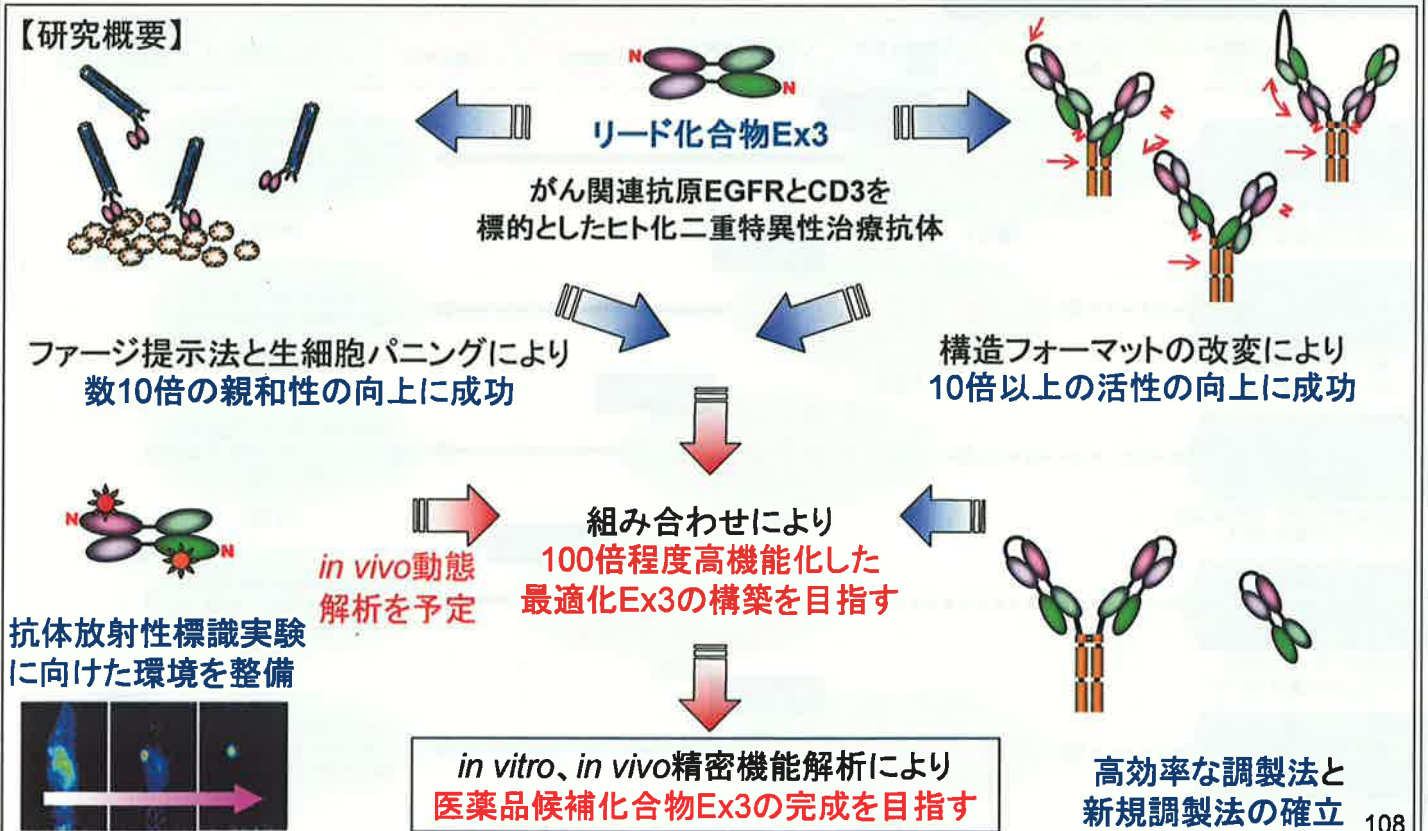 【研究概要】
N
N
リード化合物Ex3
がん関連抗原EGFRとCD3を
標的としたヒト化二重特異性治療抗体
N
N
N
N
N
N
ファージ提示法と生細胞パニングにより
数10倍の親和性の向上に成功
構造フォーマットの改変により
10倍以上の活性の向上に成功
N
N
in vivo動態
解析を予定
組み合わせにより
100倍程度高機能化した
最適化Ex3の構築を目指す
抗体放射性標識実験
に向けた環境を整備
in vitro、in vivo精密機能解析により
医薬品候補化合物Ex3の完成を目指す
高効率な調製法と
新規調製法の確立
108